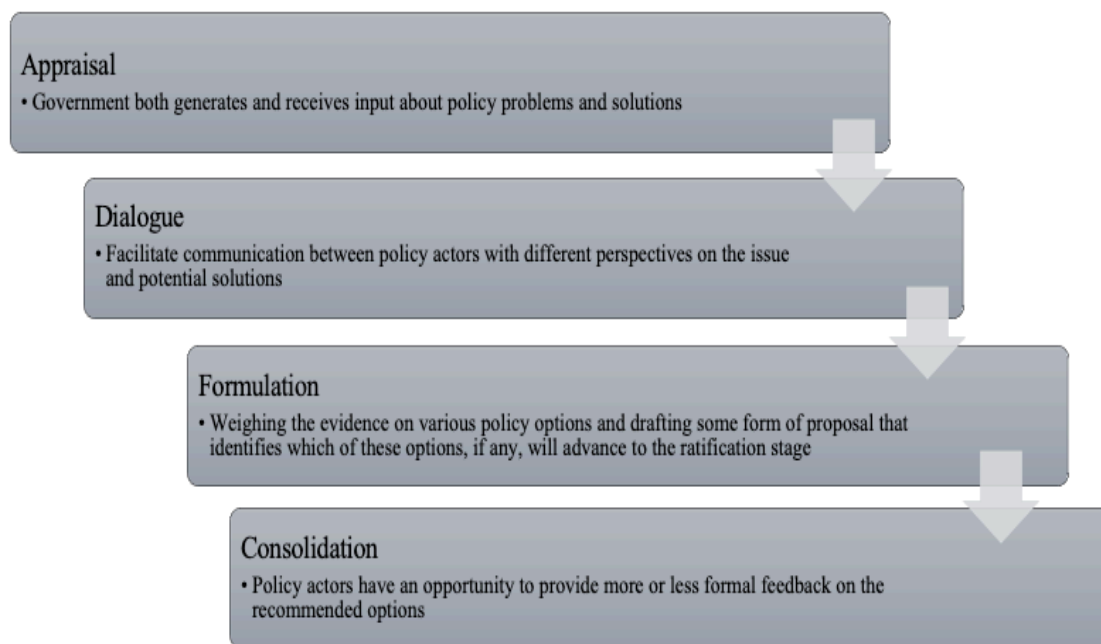 Appraisal
• Government both generates and receives input about policy problems and solutions
Dialogue
• Facilitate communication between policy actors with different perspectives on the issue
and potential solutions
Formulation
• Weighing the evidence on various policy options and drafting some form of proposal that
identifies which of these options, if any, will advance to the ratification stage
Consolidation
• Policy actors have an opportunity to provide more or less formal feedback on the
recommended options